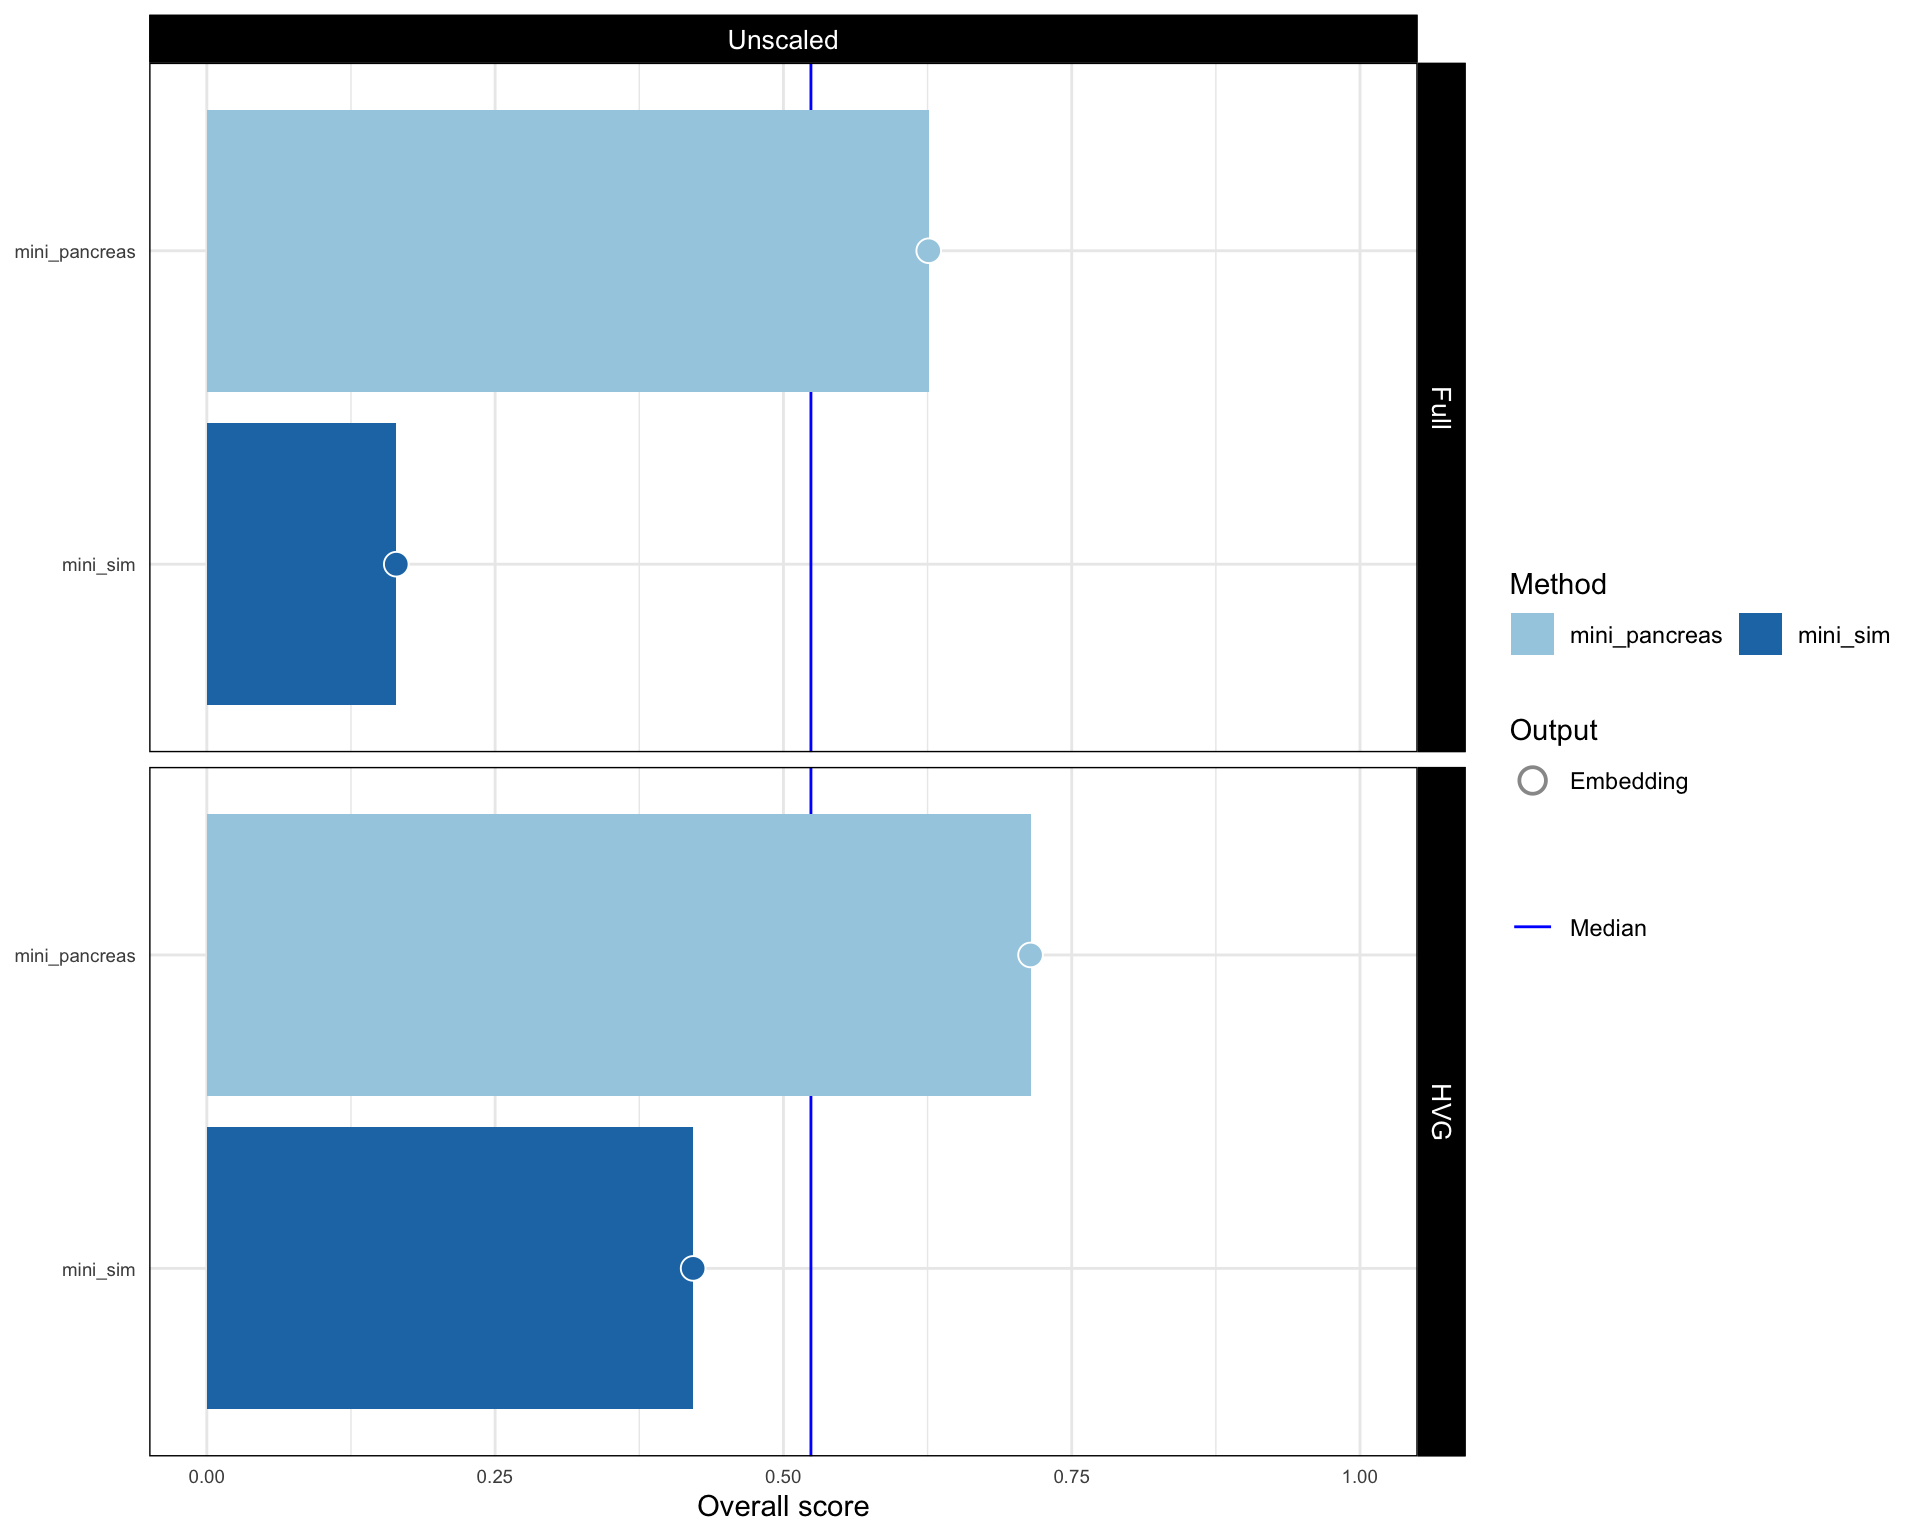 Unscaled
mini_pancreas
mini_sim
Full
mini_pancreas
mini_sim
HVG
0.00 0.25 0.50 0.75 1.00
Overall score
Method
mini_pancreas mini_sim
Output
Embedding
Median